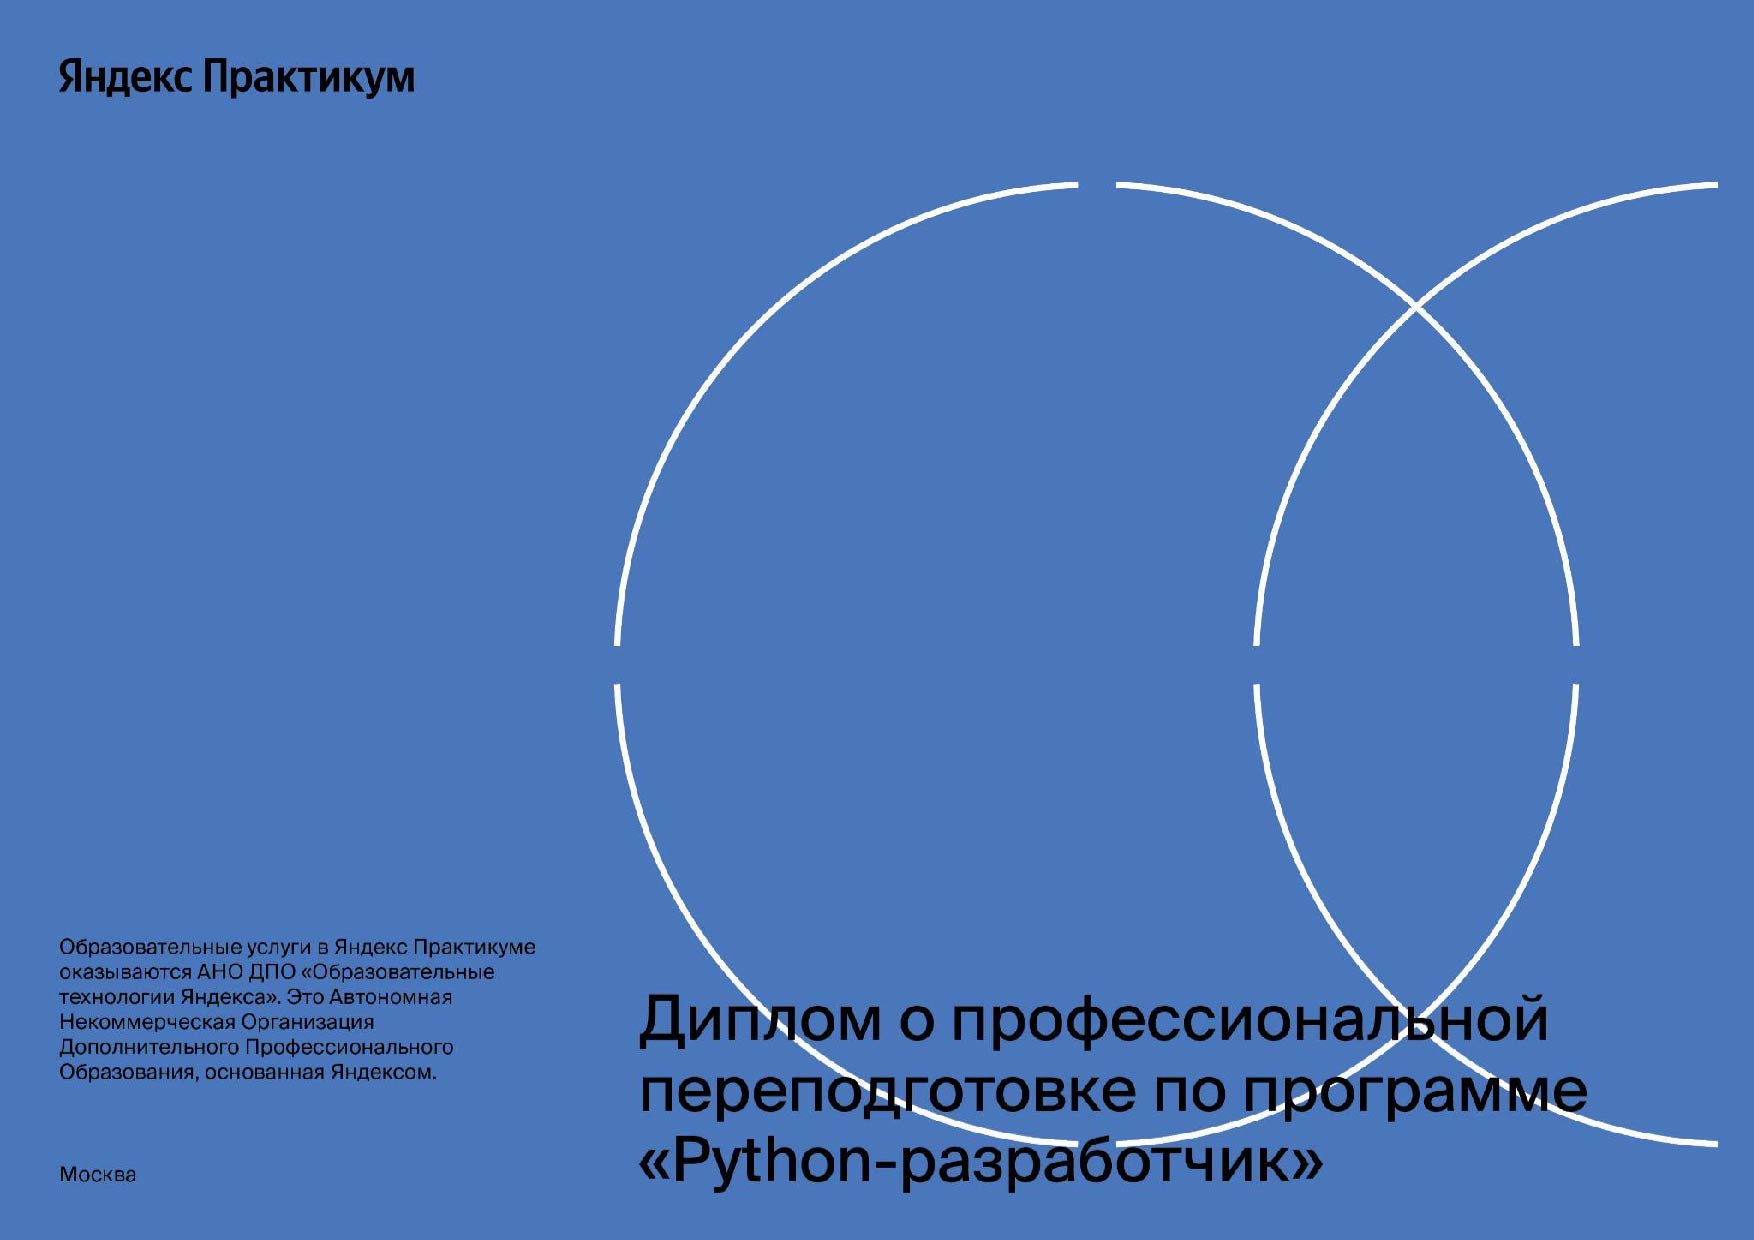 Яндекс Практикум
Образовательные услуги в Яндекс Практикуме
оказываются АНО ДПО «Образовательные
технологии Яндекса». Это Автономная
Некоммерческая Организация
Дополнительного Профессионального
Образования, основанная Яндексом.
Москва
Диплом о профессиональной
переподготовке по программе
«Python-разработчик»